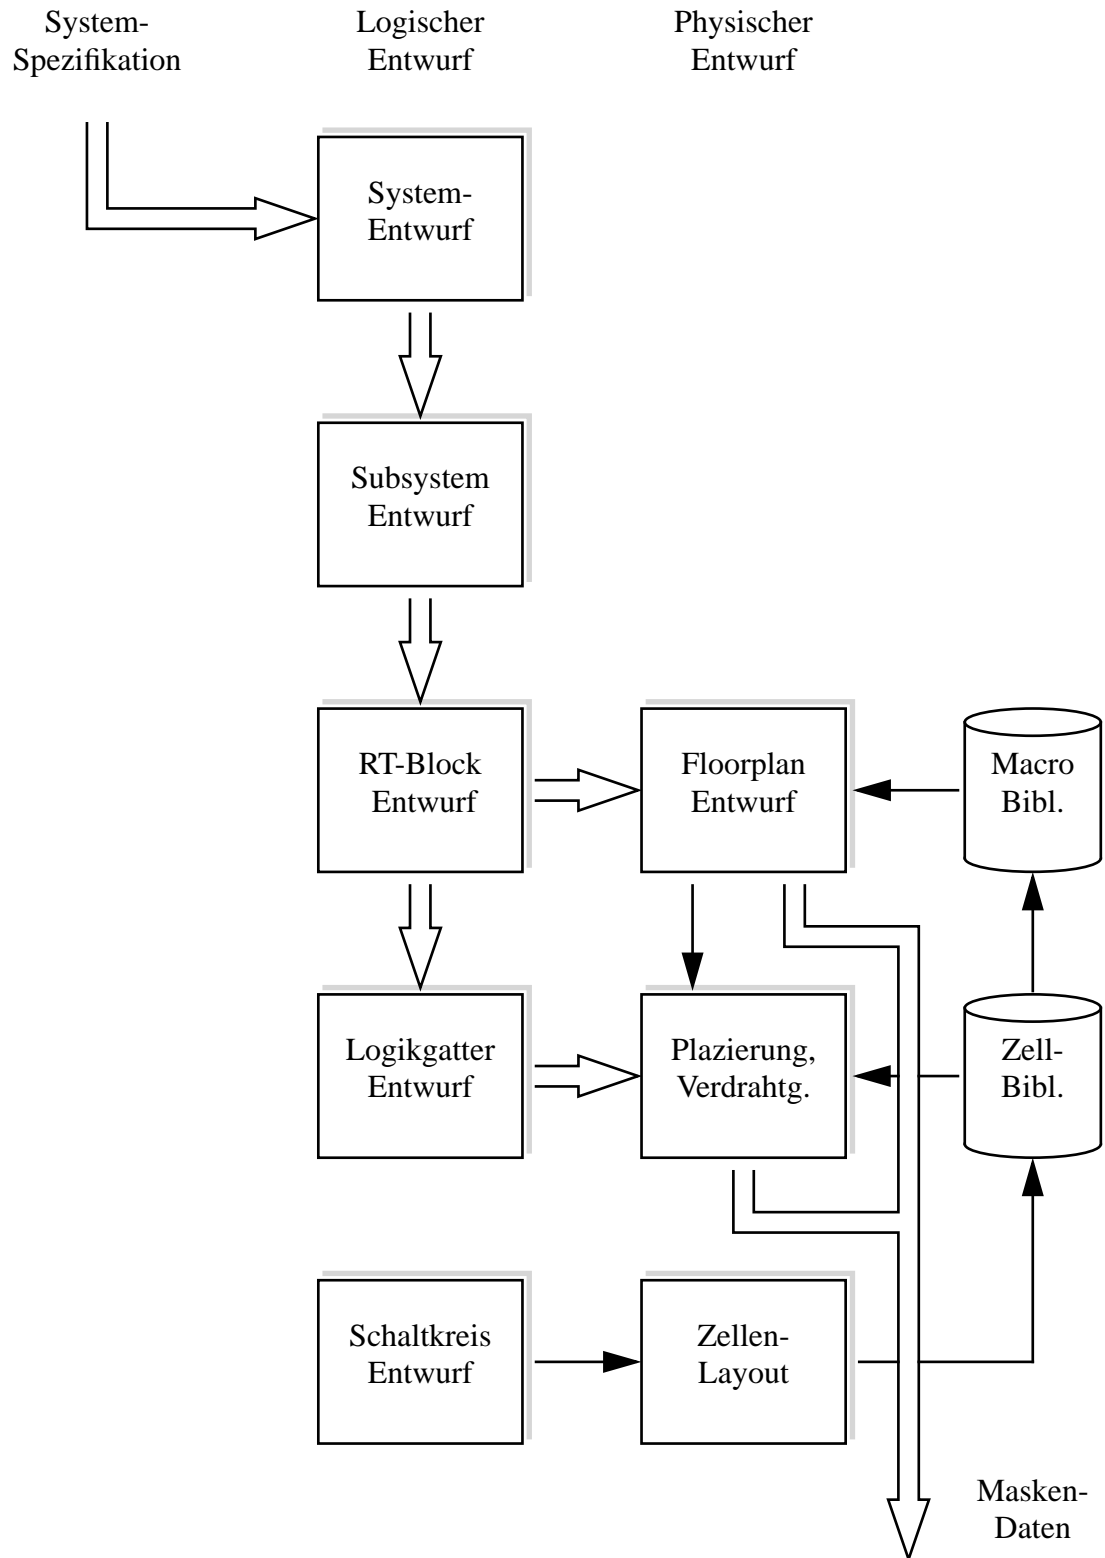 System-
Spezifikation
Logischer
Entwurf
Physischer
Entwurf
System-
Entwurf
Subsystem
Entwurf
RT-Block
Entwurf
Floorplan
Entwurf
Macro
Bibl.
Logikgatter
Entwurf
Plazierung,
Verdrahtg.
Zell-
Bibl.
Schaltkreis
Entwurf
Zellen-
Layout
Masken-
Daten